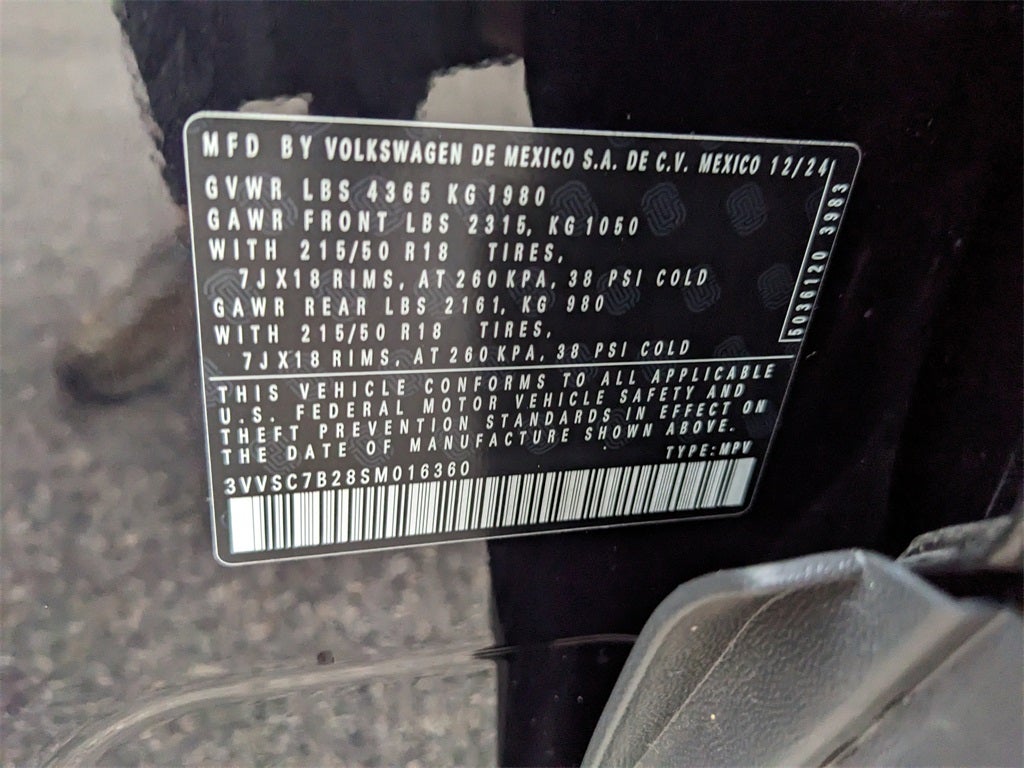 MFD BY VOLKSWAGEN DE MEXICO S.A. DE C.V. MEXICO 12/24
GVWR LBS 4365 KG 1980
GAWR FRONT LBS 2315, KG 1050
WITH 215/50 R18 TIRES,
7JX18 RIMS, AT 260 KPA, 38 PSI COLD
GAWR REAR LBS 2161, KG 980
WITH 215/50 R18 TIRES,
7JX18 RIMS, AT 260 KPA, 38 PSI COLD
5036120 3983
THIS VEHICLE CONFORMS TO ALL APPLICABLE
U.S. FEDERAL MOTOR VEHICLE SAFETY AND
THEFT PREVENTION STANDARDS IN EFFECT ON
THE DATE OF MANUFACTURE SHOWN ABOVE.
TYPE: MPV
3VVSC7B28SM016360